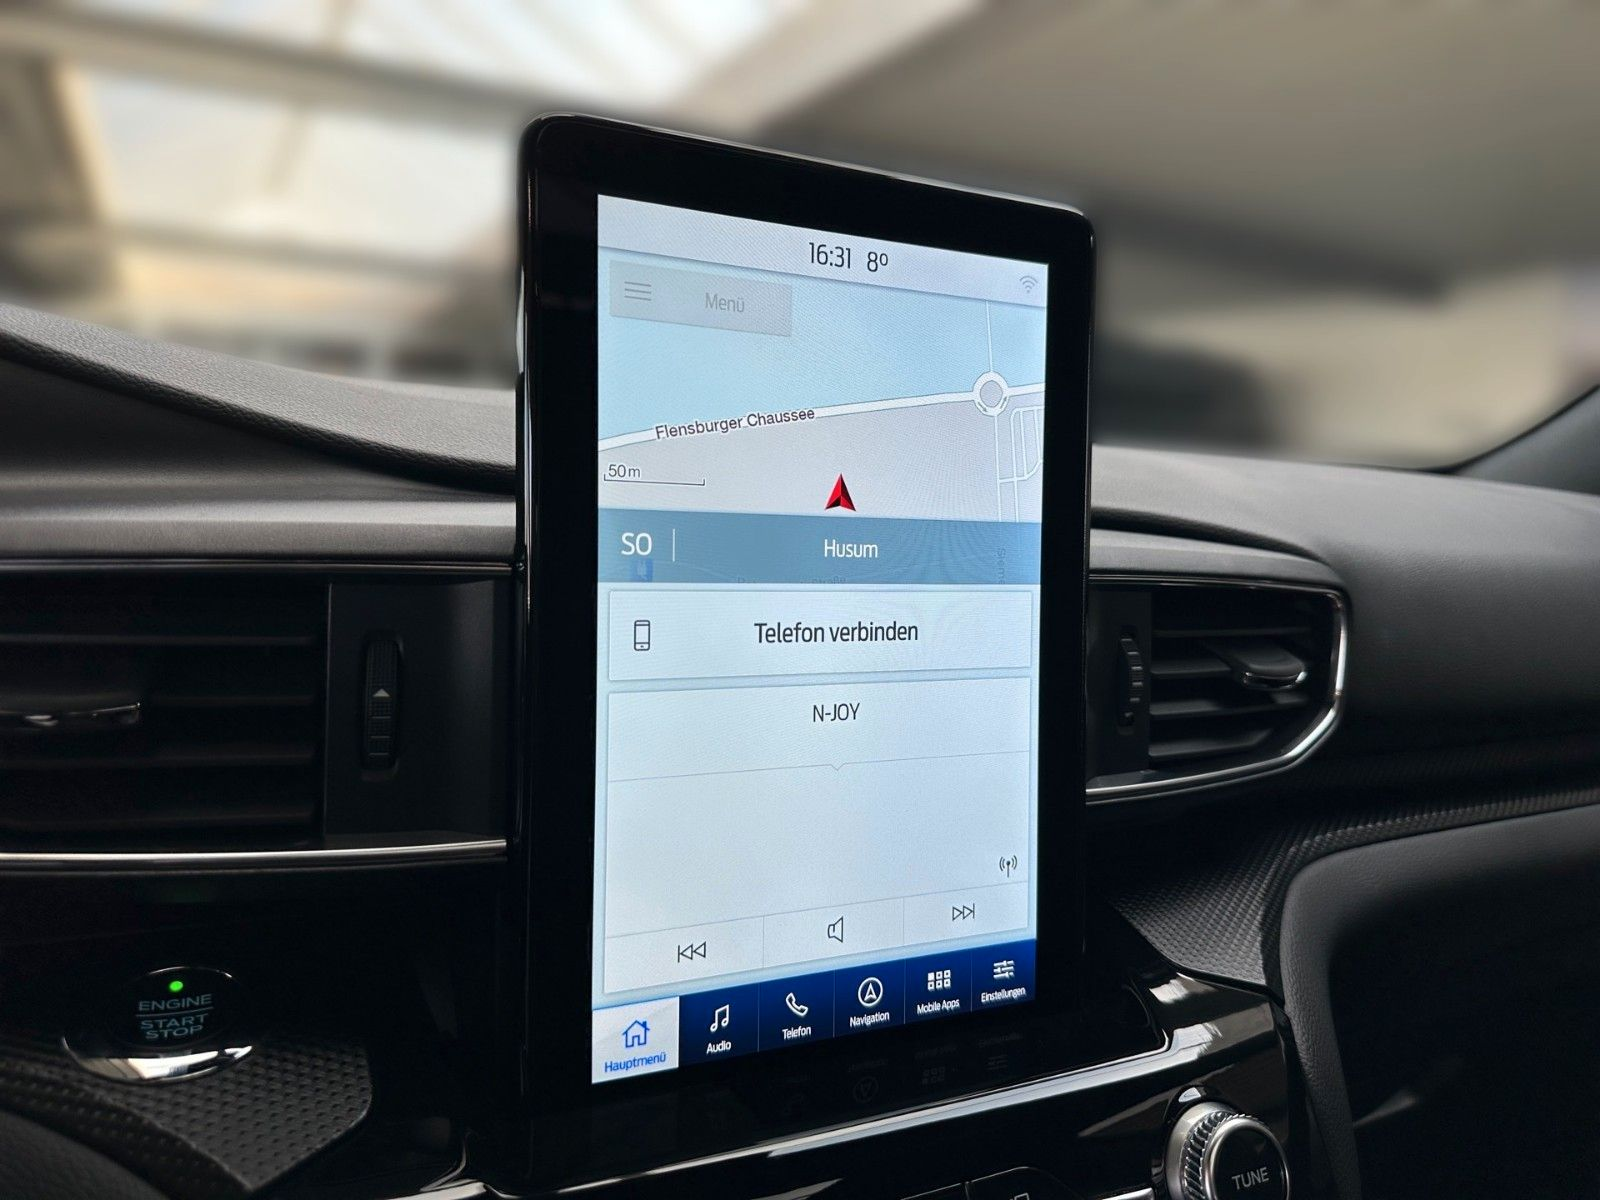 16:31 8°
Menü
Flensburger Chaussee
50m
SO
Husum
Telefon verbinden
N-JOY
Hauptmenü
Audio
Telefon
Navigation
Mobile Apps
Einstellungen
ENGINE
START
STOP
TUNE